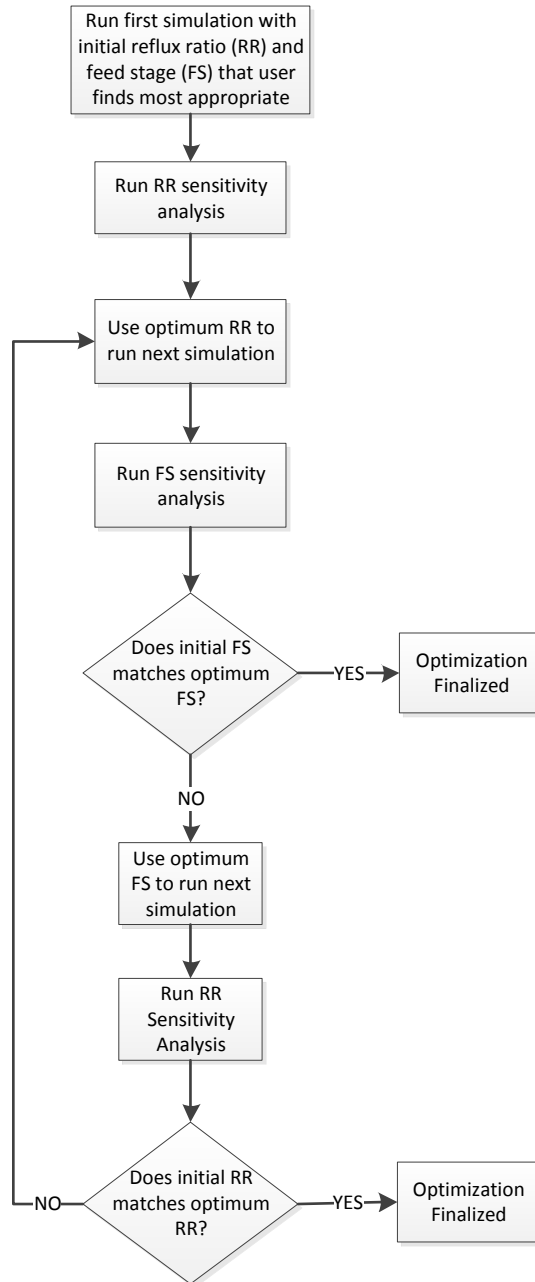 Run first simulation with
initial reflux ratio (RR) and
feed stage (FS) that user
finds most appropriate
Run RR sensitivity
analysis
Use optimum RR to
run next simulation
Run FS sensitivity
analysis
Does initial FS
matches optimum
FS?
YES
Optimization
Finalized
NO
Use optimum
FS to run next
simulation
Run RR
Sensitivity
Analysis
Does initial RR
matches optimum
RR?
NO
YES
Optimization
Finalized